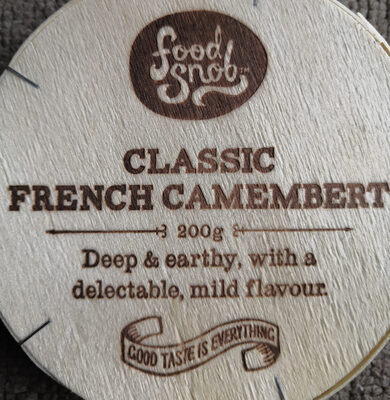 food
snob
CLASSIC
FRENCH CAMEMBERT
200g
Deep & earthy, with a
delectable, mild flavour.
GOOD TASTE IS EVERYTHING